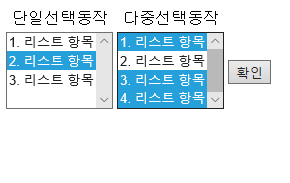 단일선택동작 다중선택동작
1. 리스트 항목 1. 리스트 항목
2. 리스트 항목 2. 리스트 항목
3. 리스트 항목 3. 리스트 항목
4. 리스트 항목
확인